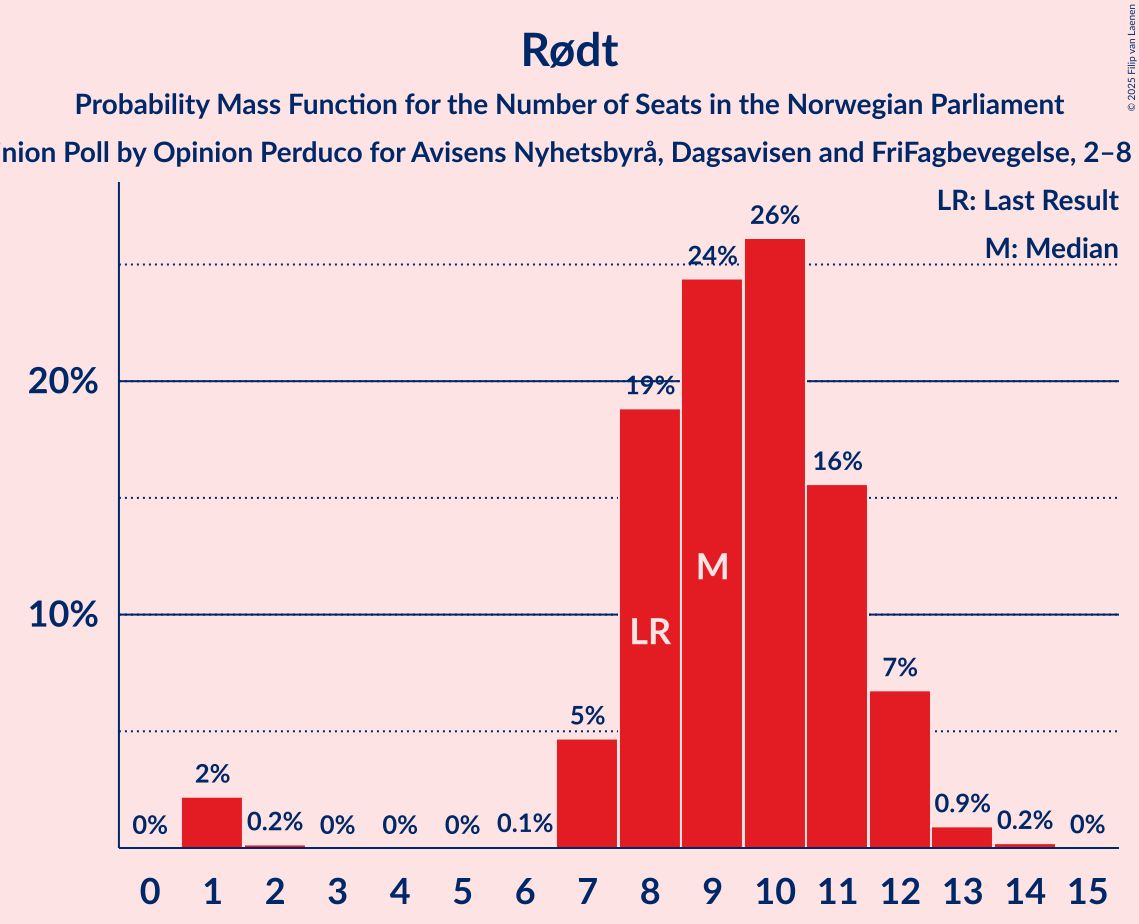 Rødt
Probability Mass Function for the Number of Seats in the Norwegian Parliament
Poll by Opinion Perduco for Avisens Nyhetsbyrå, Dagsavisen and FriFagbevegelse, 2–8
© 2025 Filip van Laenen
LR: Last Result
M: Median
20%
10%
0% 2% 0.2% 0% 0% 0% 0.1% 5% 19% 24% 26% 16% 7% 0.9% 0.2% 0%
LR
M
0 1 2 3 4 5 6 7 8 9 10 11 12 13 14 15